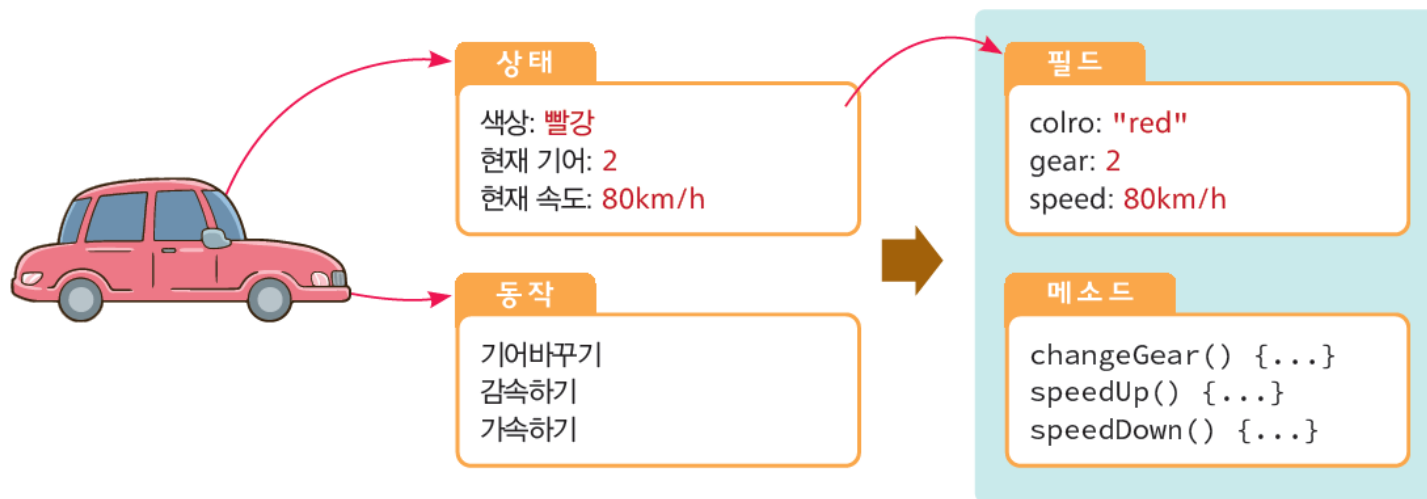 상태
색상: 빨강
현재 기어: 2
현재 속도: 80km/h
동작
기어바꾸기
감속하기
가속하기
필드
colro: "red"
gear: 2
speed: 80km/h
메소드
changeGear() {...}
speedUp() {...}
speedDown() {...}